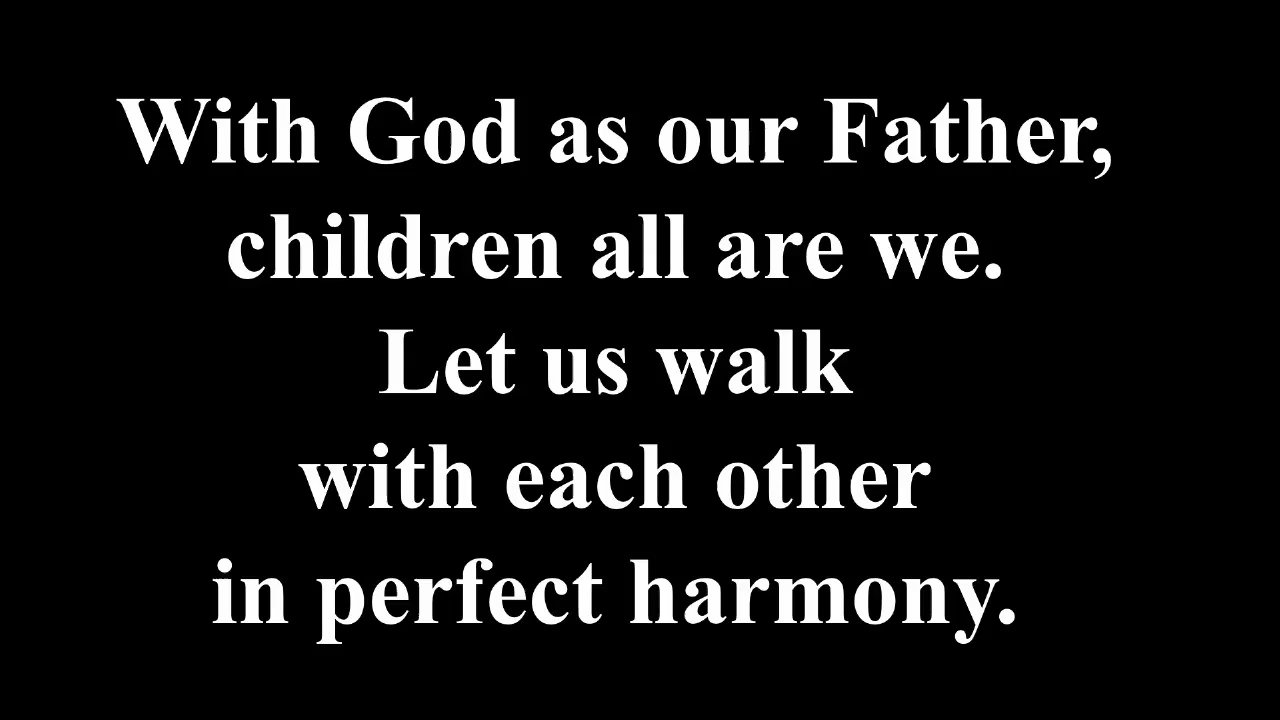 With God as our Father,
children all are we.
Let us walk
with each other
in perfect harmony.